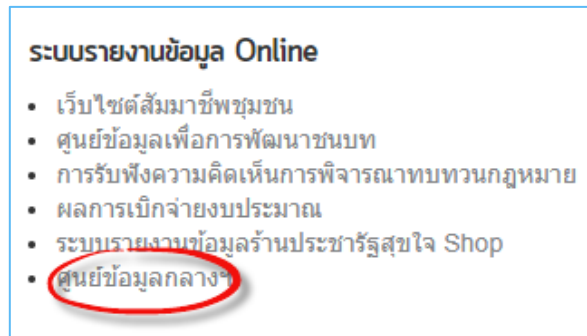 ระบบรายงานข้อมูล Online
เว็บไซต์สัมมาชีพชุมชน
ศูนย์ข้อมูลเพื่อการพัฒนาชนบท
การรับฟังความคิดเห็นการพิจารณาทบทวนกฎหมาย
ผลการเบิกจ่ายงบประมาณ
ระบบรายงานข้อมูลร้านประชารัฐสุขใจ Shop
ศูนย์ข้อมูลกลางฯ